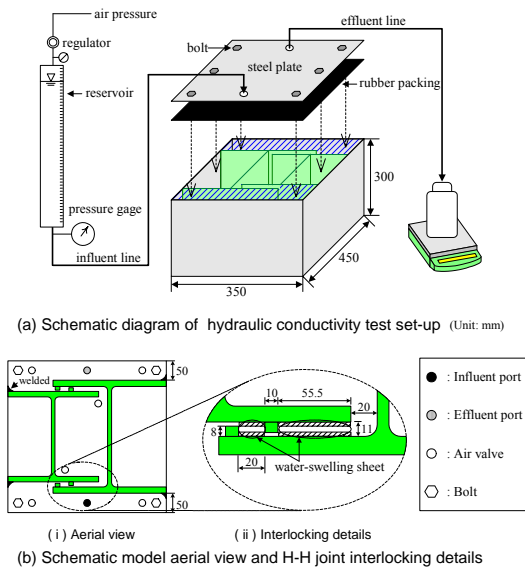 air pressure
effluent line
bolt
regulator
steel plate
rubber packing
reservoir
300
pressure gage
influent line
450
350
(a) Schematic diagram of hydraulic conductivity test set-up (Unit: mm)
welded
50
10
55.5
20
8
11
20
water-swelling sheet
50
: Influent port
: Effluent port
: Air valve
: Bolt
( i ) Aerial view
( ii ) Interlocking details
(b) Schematic model aerial view and H-H joint interlocking details